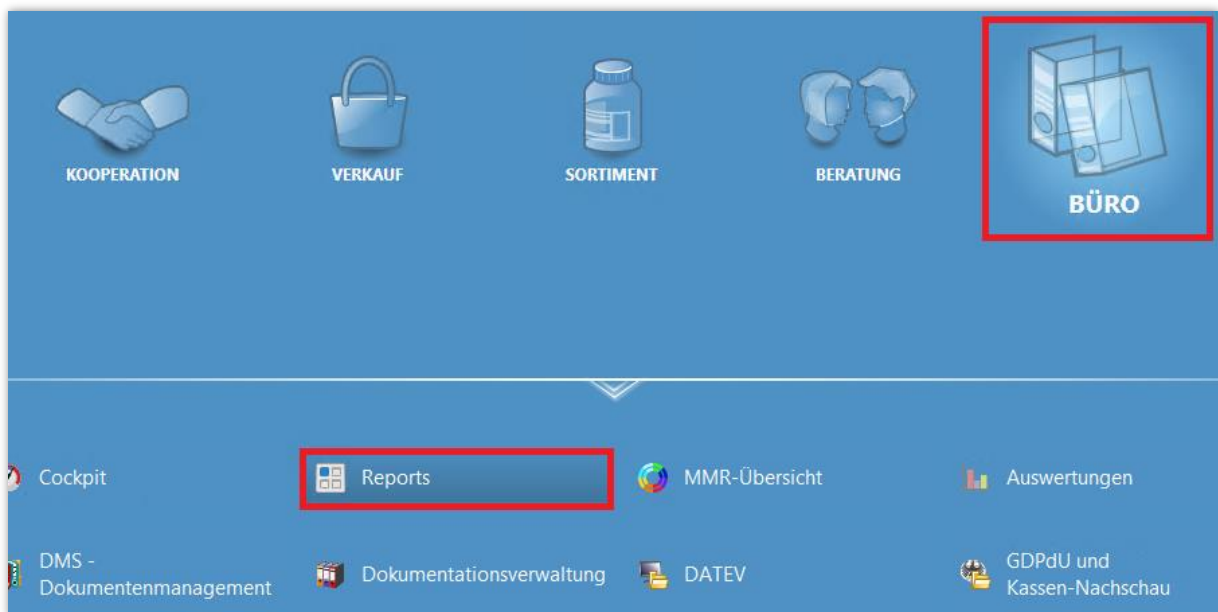 KOOPERATION
VERKAUF
SORTIMENT
BERATUNG
BÜRO
Cockpit
Reports
MMR-Übersicht
Auswertungen
DMS -
Dokumentenmanagement
Dokumentationsverwaltung
DATEV
GDPdU und
Kassen-Nachschau